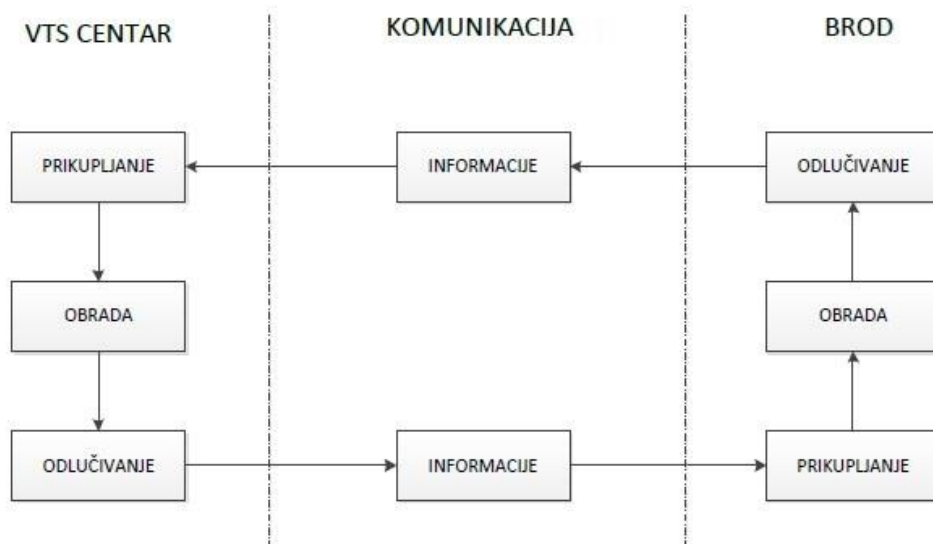 VTS CENTAR
KOMUNIKACIJA
BROD
PRIKUPLJANJE
INFORMACIJE
ODLUČIVANJE
OBRADA
OBRADA
ODLUČIVANJE
INFORMACIJE
PRIKUPLJANJE